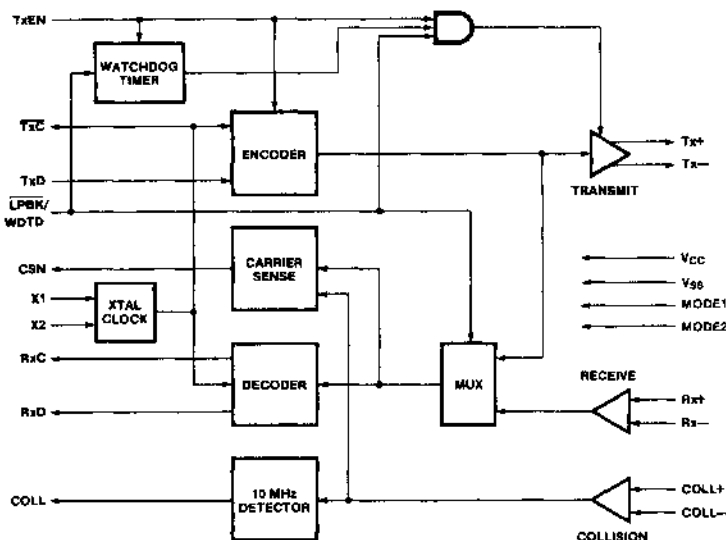 TxEN
WATCHDOG
TIMER
TxC
ENCODER
Tx+
Tx–
TxD
TRANSMIT
LPBK/
WDTD
CSN
CARRIER
SENSE
VCC
VSS
X1
XTAL
CLOCK
MODE1
X2
MODE2
RxC
DECODER
MUX
RECEIVE
Rx+
Rx–
RxD
COLL
10 MHz
DETECTOR
COLL+
COLL–
COLLISION